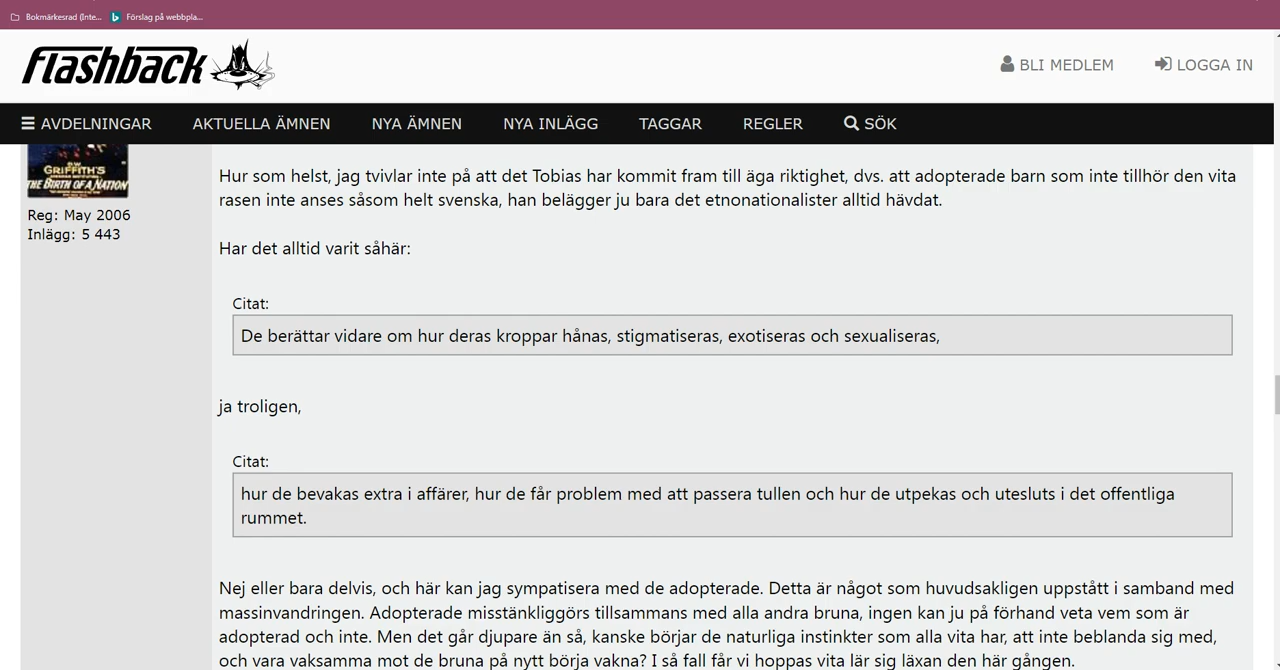 Bokmärkesrad (Inte...
Förslag på webbpla...
flashback
BLI MEDLEM
LOGGA IN
AVDELNINGAR
AKTUELLA ÄMNEN
NYA ÄMNEN
NYA INLÄGG
TAGGAR
REGLER
SÖK
D.W.
GRIFFITH'S
THE BIRTH OF A NATION
Reg: May 2006
Inlägg: 5 443
Hur som helst, jag tvivlar inte på att det Tobias har kommit fram till äga riktighet, dvs. att adopterade barn som inte tillhör den vita
rasen inte anses såsom helt svenska, han belägger ju bara det etnonationalister alltid hävdat.
Har det alltid varit såhär:
Citat:
De berättar vidare om hur deras kroppar hånas, stigmatiseras, exotiseras och sexualiseras,
ja troligen,
Citat:
hur de bevakas extra i affärer, hur de får problem med att passera tullen och hur de utpekas och utesluts i det offentliga
rummet.
Nej eller bara delvis, och här kan jag sympatisera med de adopterade. Detta är något som huvudsakligen uppstått i samband med
massinvandringen. Adopterade misstänkliggörs tillsammans med alla andra bruna, ingen kan ju på förhand veta vem som är
adopterad och inte. Men det går djupare än så, kanske börjar de naturliga instinkter som alla vita har, att inte beblanda sig med,
och vara vaksamma mot de bruna på nytt börja vakna? I så fall får vi hoppas vita lär sig läxan den här gången.